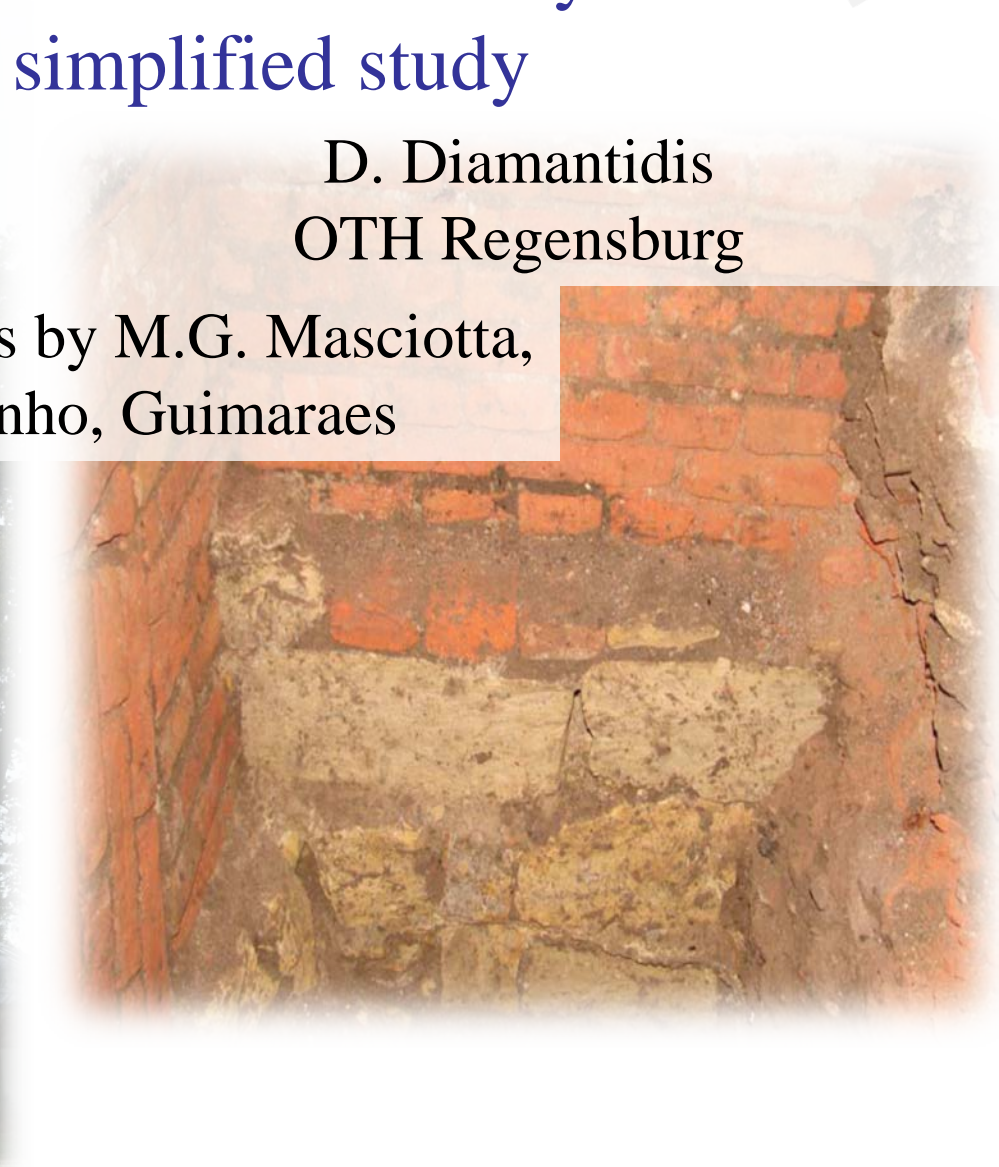 simplified study
D. Diamantidis
OTH Regensburg
s by M.G. Masciotta,
nho, Guimaraes